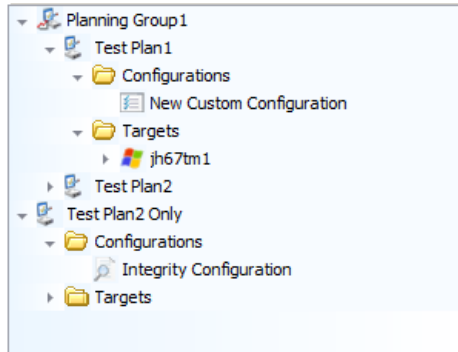 Planning Group1
Test Plan1
Configurations
New Custom Configuration
Targets
jh67tm1
Test Plan2
Test Plan2 Only
Configurations
Integrity Configuration
Targets